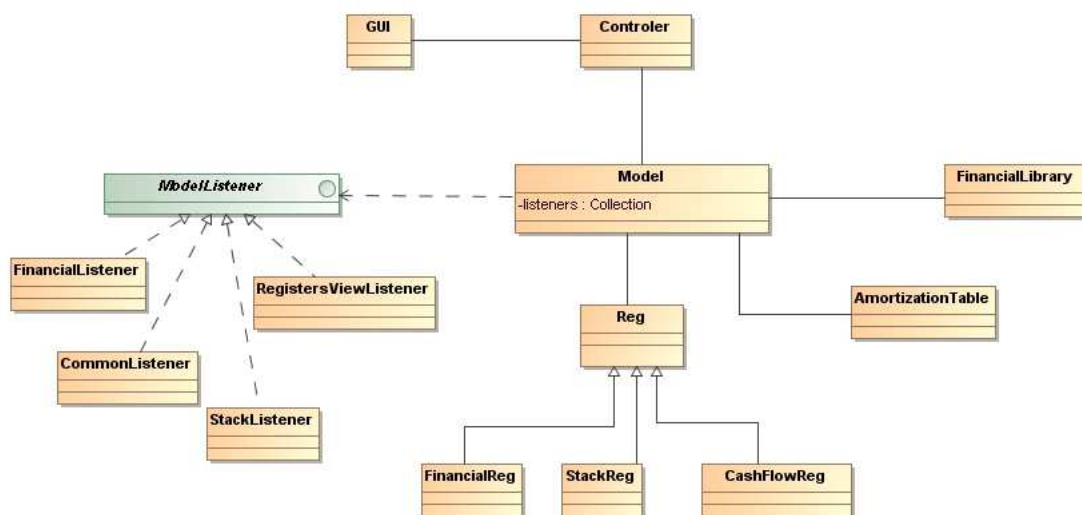 GUI
Controler
ModelListener
Model
-listeners : Collection
FinancialLibrary
FinancialListener
RegistersViewListener
AmortizationTable
Reg
CommonListener
StackListener
FinancialReg
StackReg
CashFlowReg